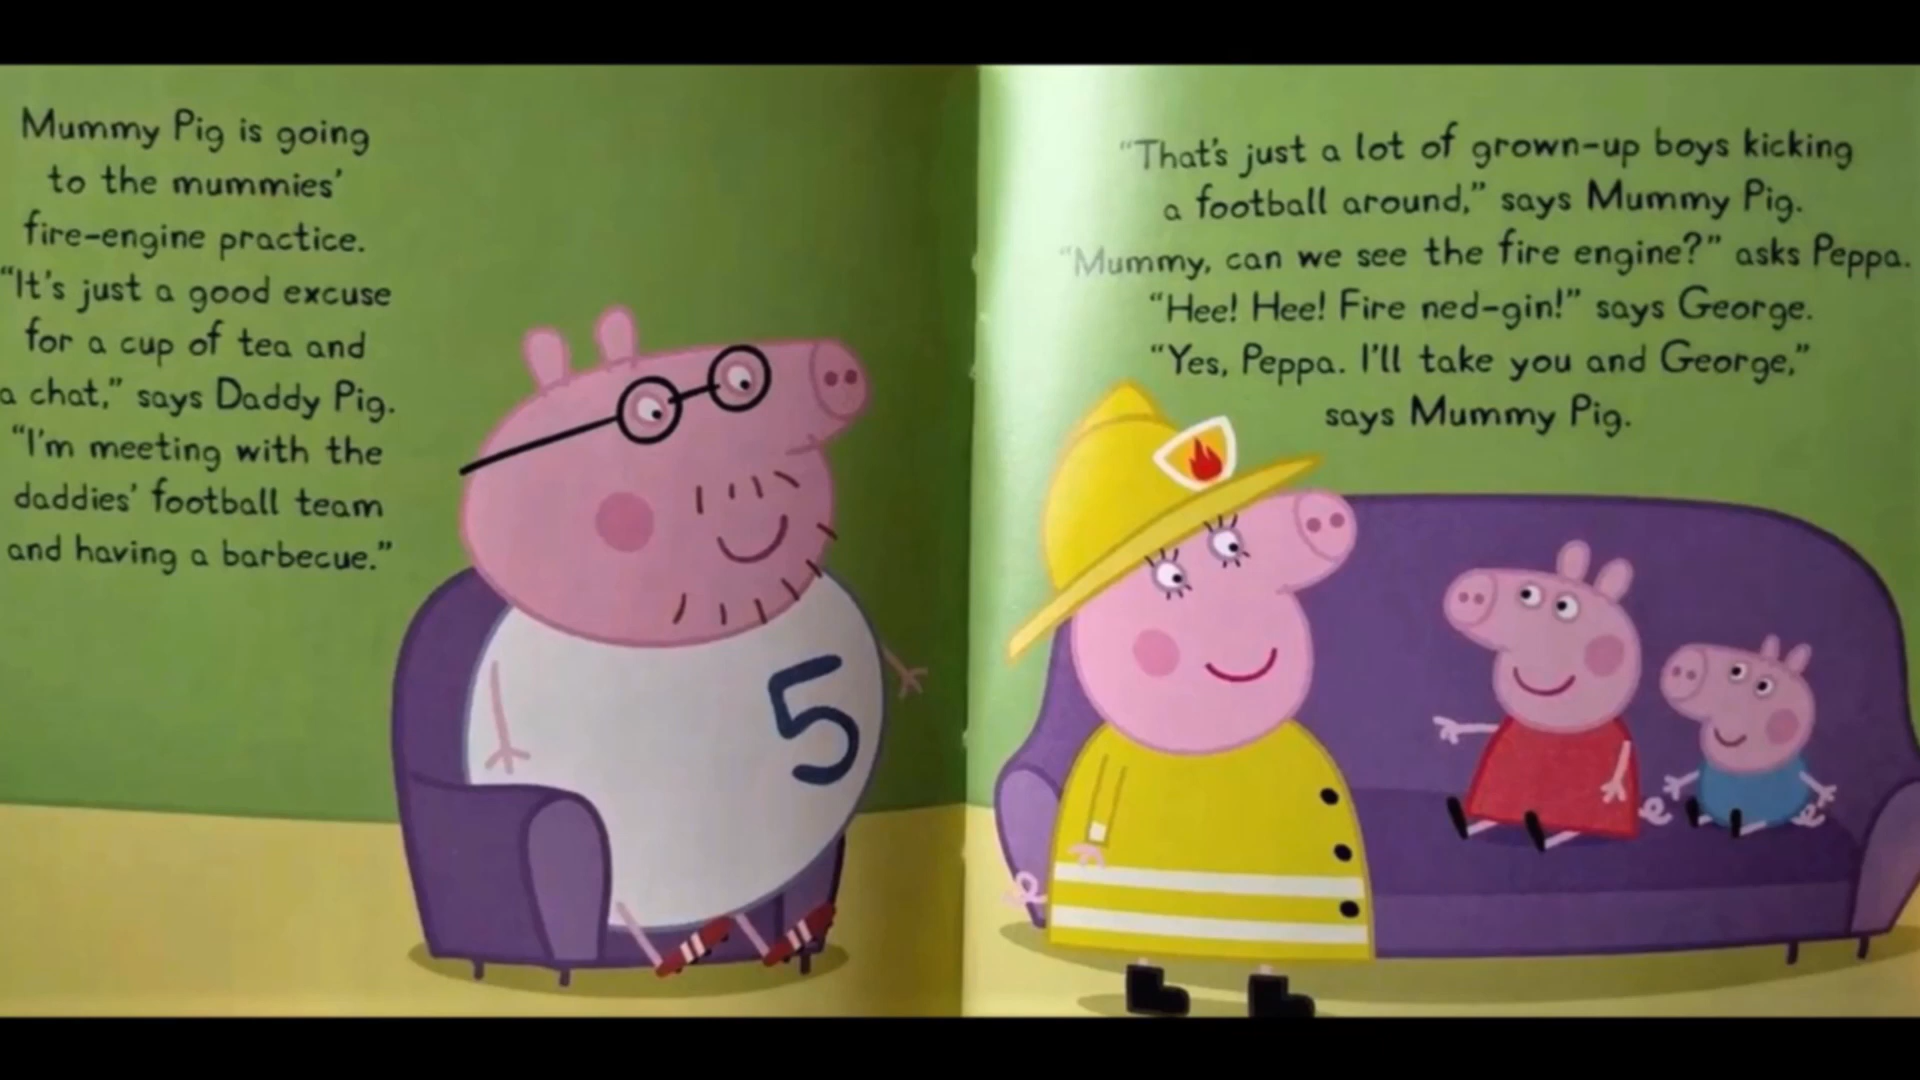 Mummy Pig is going
to the mummies'
fire-engine practice.
“It's just a good excuse
for a cup of tea and
a chat,” says Daddy Pig.
“I'm meeting with the
daddies' football team
and having a barbecue.”
5
“That's just a lot of grown-up boys kicking
a football around,” says Mummy Pig.
“Mummy, can we see the fire engine?” asks Peppa.
“Hee! Hee! Fire ned-gin!” says George.
“Yes, Peppa. I'll take you and George,”
says Mummy Pig.